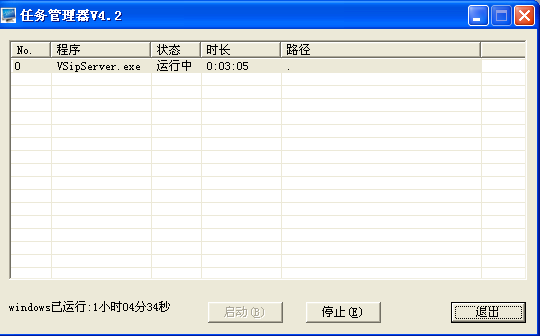 任务管理器V4.2
No. 程序 状态 时长 路径
0 VSipServer.exe 运行中 0:03:05 .
windows已运行:1小时04分34秒 启动(B) 停止(E) 退出